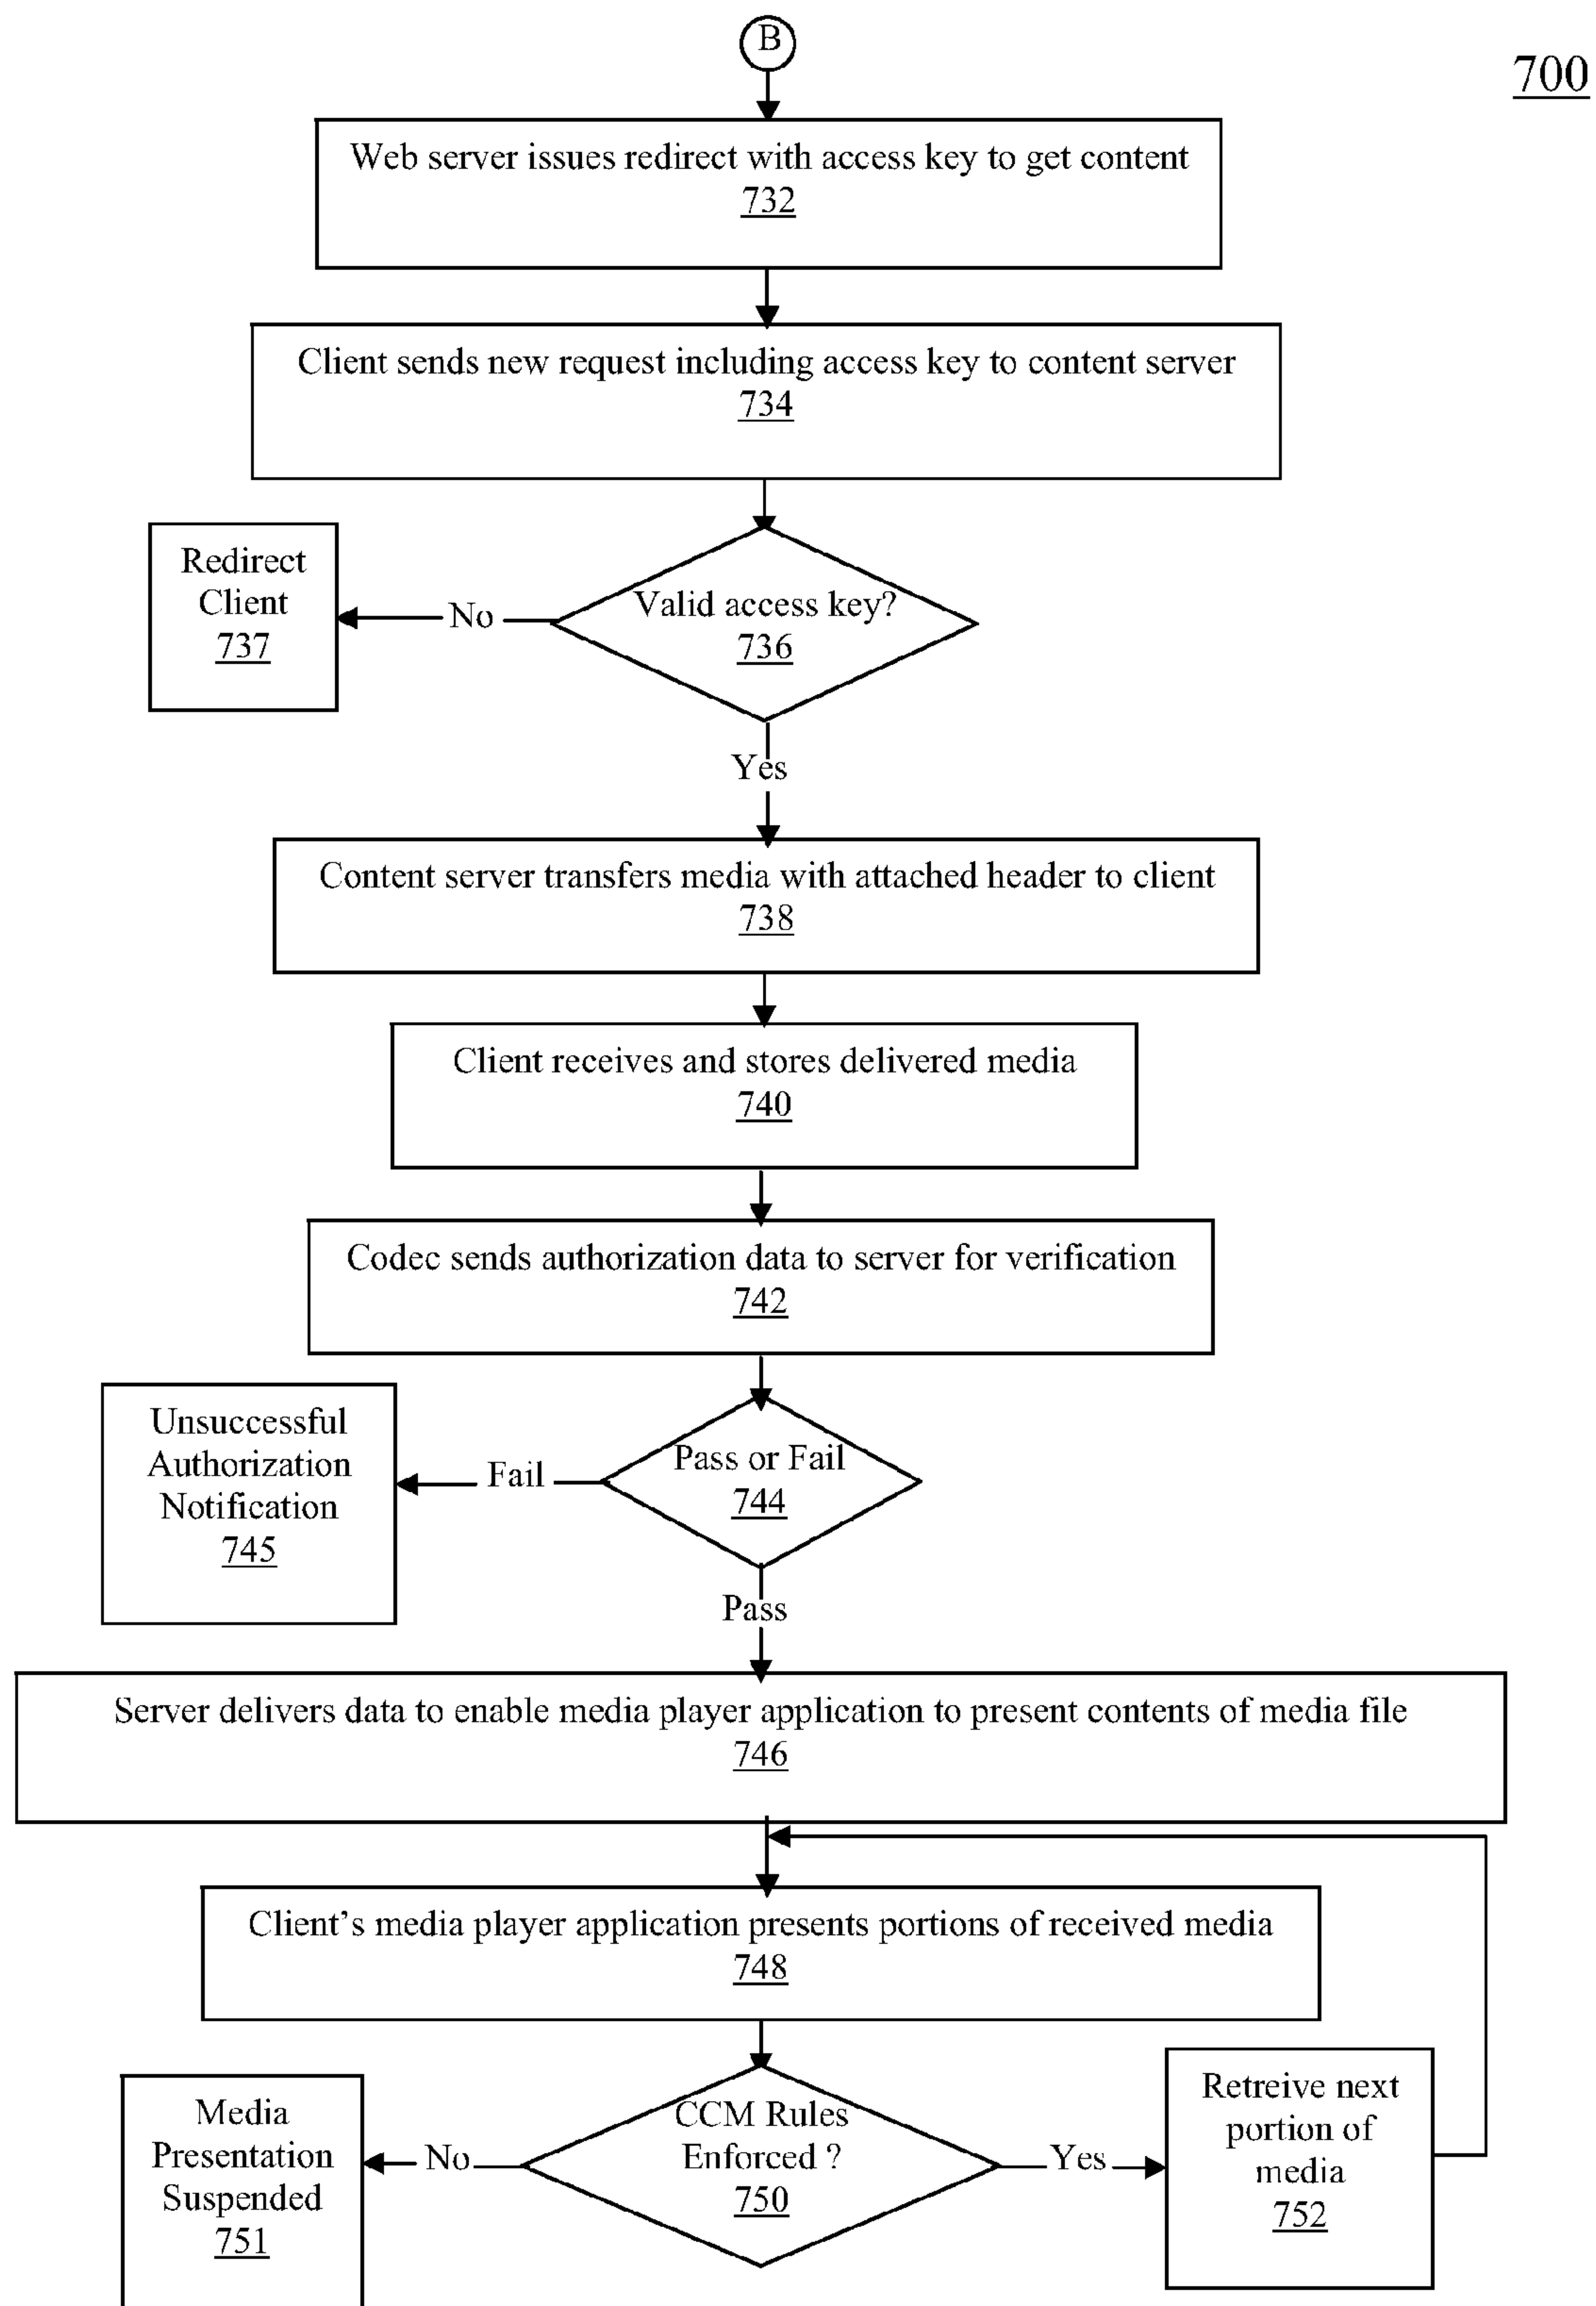 B
700
Web server issues redirect with access key to get content
732
Client sends new request including access key to content server
734
Redirect
Client
737
No
Valid access key?
736
Yes
Content server transfers media with attached header to client
738
Client receives and stores delivered media
740
Codec sends authorization data to server for verification
742
Unsuccessful
Authorization
Notification
745
Fail
Pass or Fail
744
Pass
Server delivers data to enable media player application to present contents of media file
746
Client's media player application presents portions of received media
748
Media
Presentation
Suspended
751
No
CCM Rules
Enforced ?
750
Yes
Retreive next
portion of
media
752